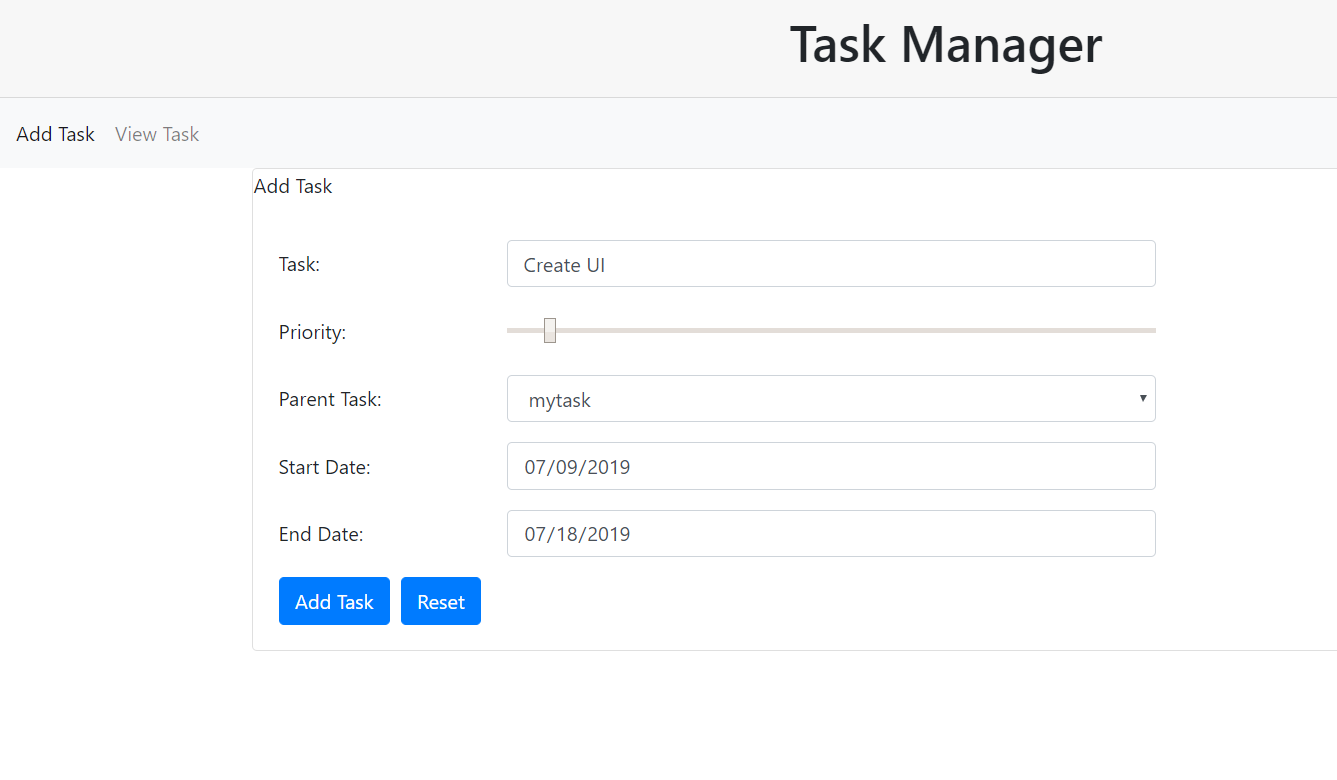 Task Manager
Add Task View Task
Add Task
Task: Create UI
Priority:
Parent Task: mytask
Start Date: 07/09/2019
End Date: 07/18/2019
Add Task Reset